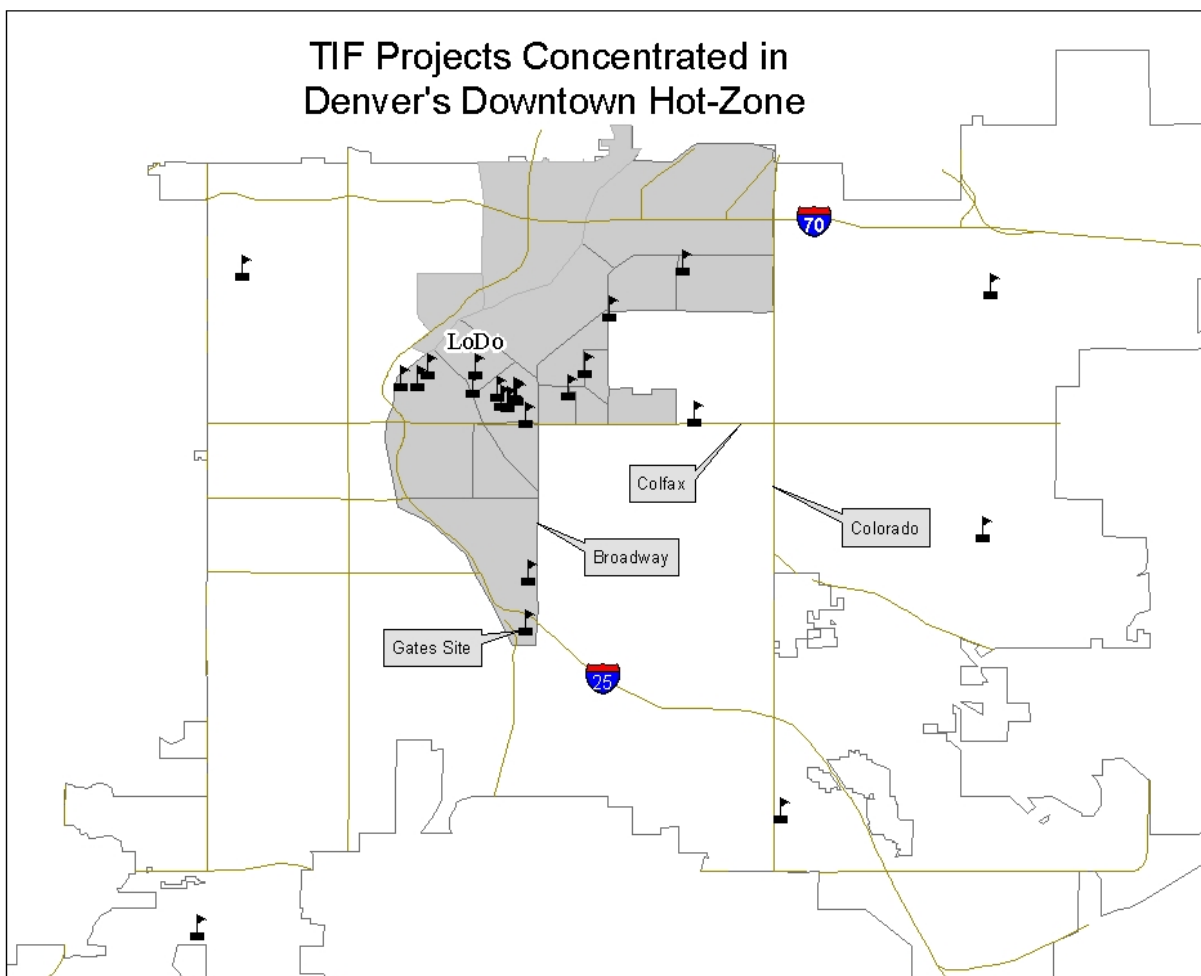 TIF Projects Concentrated in
Denver's Downtown Hot-Zone
70
LoDo
Colfax
Colorado
Broadway
Gates Site
25